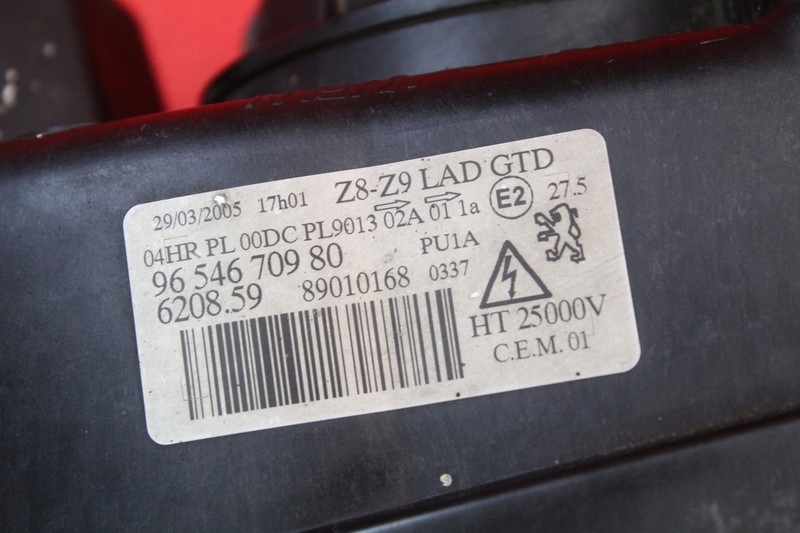 29/03/2005 17h01 Z8-Z9 LAD GTD
04HR PL 00DC PL9013 02A 01 1a E2 27.5
96 546 709 80 PU1A
6208.59 89010168 0337
HT 25000V
C.E.M. 01